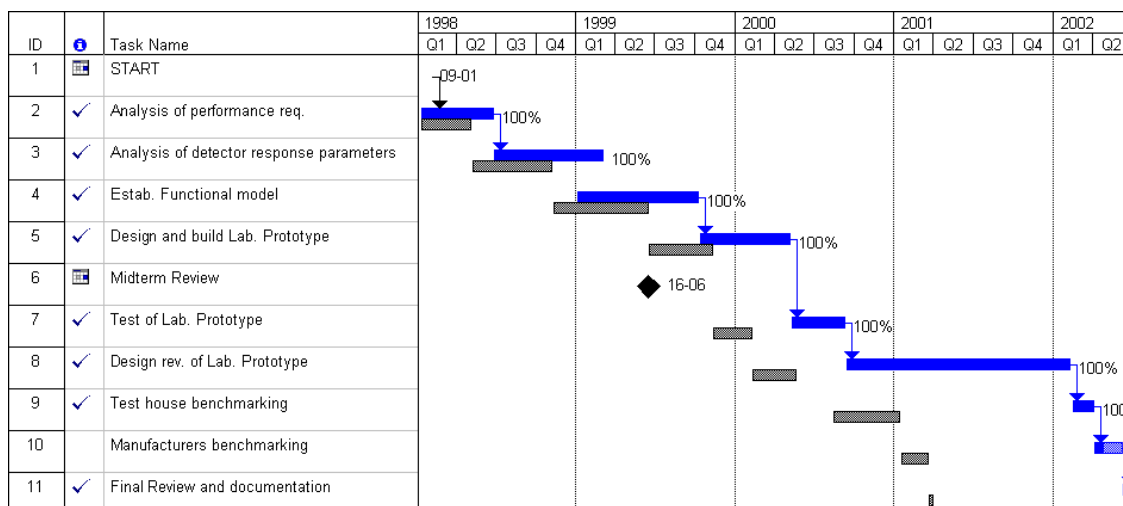 1998 1999 2000 2001 2002
ID Task Name Q1 Q2 Q3 Q4 Q1 Q2 Q3 Q4 Q1 Q2 Q3 Q4 Q1 Q2 Q3 Q4 Q1 Q2
1 START
09-01
2 Analysis of performance req. 100%
3 Analysis of detector response parameters 100%
4 Estab. Functional model 100%
5 Design and build Lab. Prototype 100%
6 Midterm Review 16-06
7 Test of Lab. Prototype 100%
8 Design rev. of Lab. Prototype 100%
9 Test house benchmarking 100
10 Manufacturers benchmarking
11 Final Review and documentation